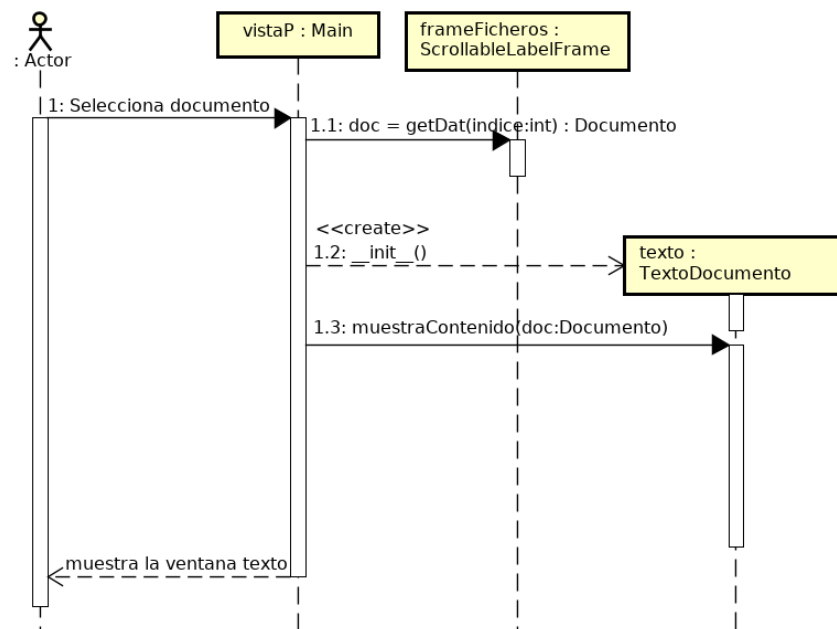 vistaP : Main
frameFicheros :
ScrollableLabelFrame
: Actor
1: Selecciona documento
1.1: doc = getDat(indice:int) : Documento
<<create>>
1.2: __init__()
texto :
TextoDocumento
1.3: muestraContenido(doc:Documento)
muestra la ventana texto